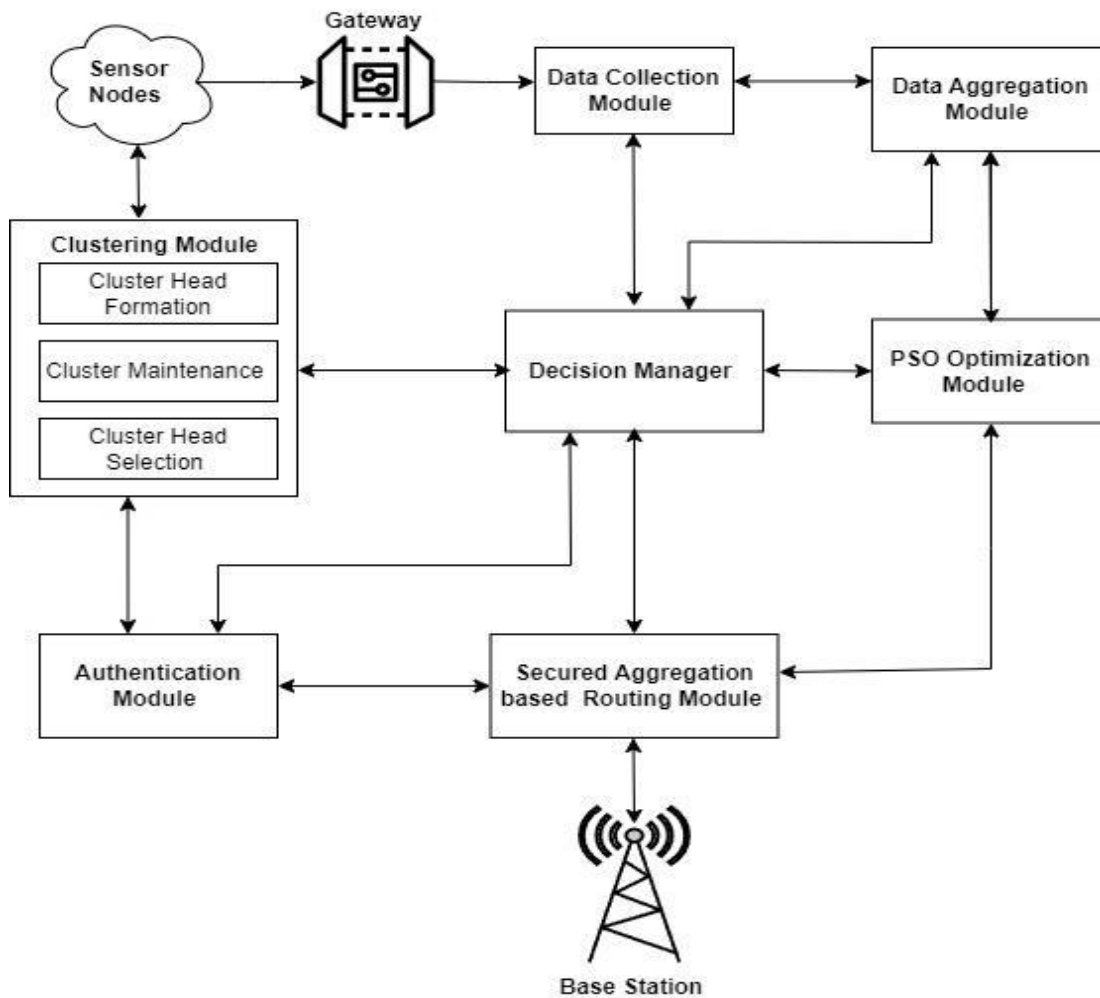 Gateway
Sensor
Nodes
Data Collection
Module
Data Aggregation
Module
Clustering Module
Cluster Head
Formation
Cluster Maintenance
Cluster Head
Selection
Decision Manager
PSO Optimization
Module
Authentication
Module
Secured Aggregation
based Routing Module
Base Station